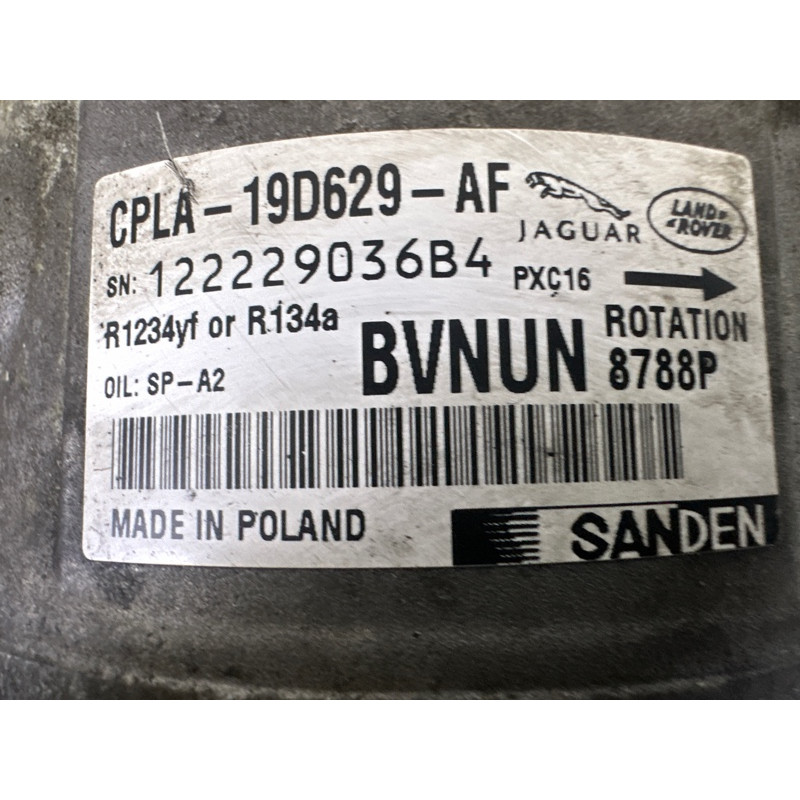 CPLA-19D629-AF
JAGUAR
LAND ROVER
SN: 122229036B4 PXC16
R1234yf or R134a BVNUN ROTATION
OIL: SP-A2 8788P
MADE IN POLAND SANDEN